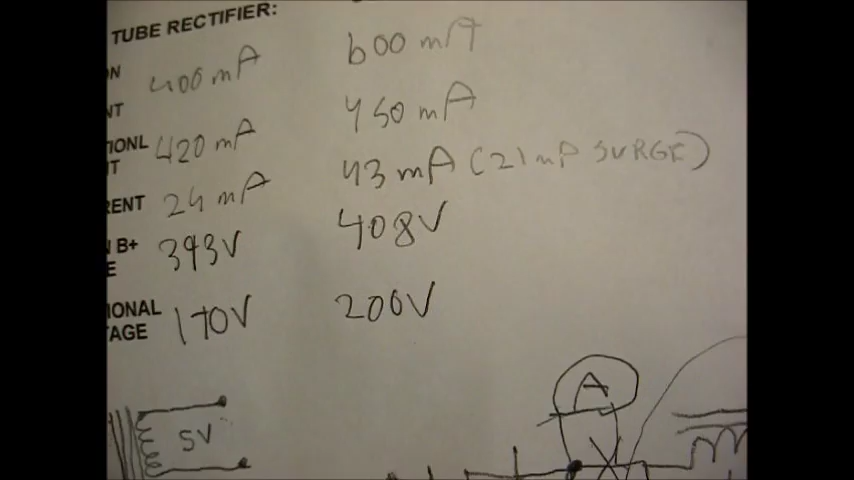 TUBE RECTIFIER:
ON 400 mA 600 mA
NT
TIONL 420 mA 450 mA
T
RENT 24 mA 43 mA (21 mA SURGE)
N B+ 393V 408V
E
IONAL 170V 200V
TAGE
A
5V